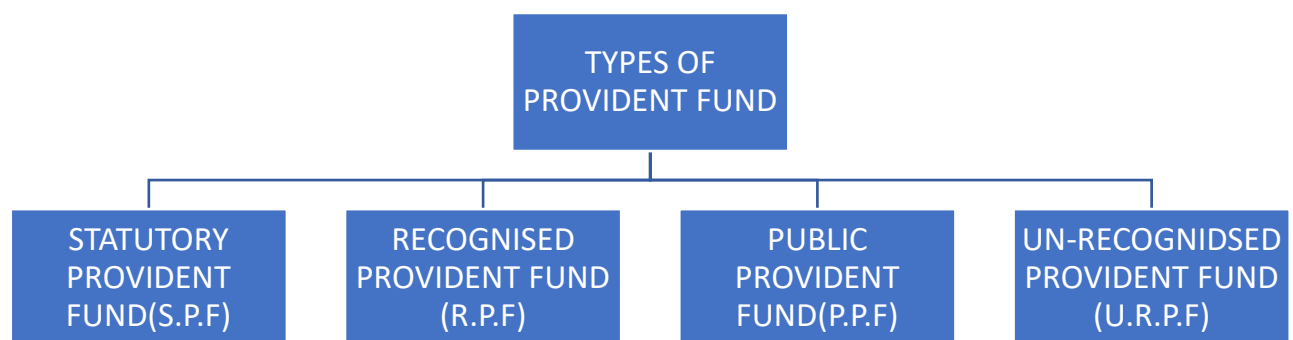 TYPES OF
PROVIDENT FUND
STATUTORY
PROVIDENT
FUND(S.P.F)
RECOGNISED
PROVIDENT FUND
(R.P.F)
PUBLIC
PROVIDENT
FUND(P.P.F)
UN-RECOGNIDSED
PROVIDENT FUND
(U.R.P.F)